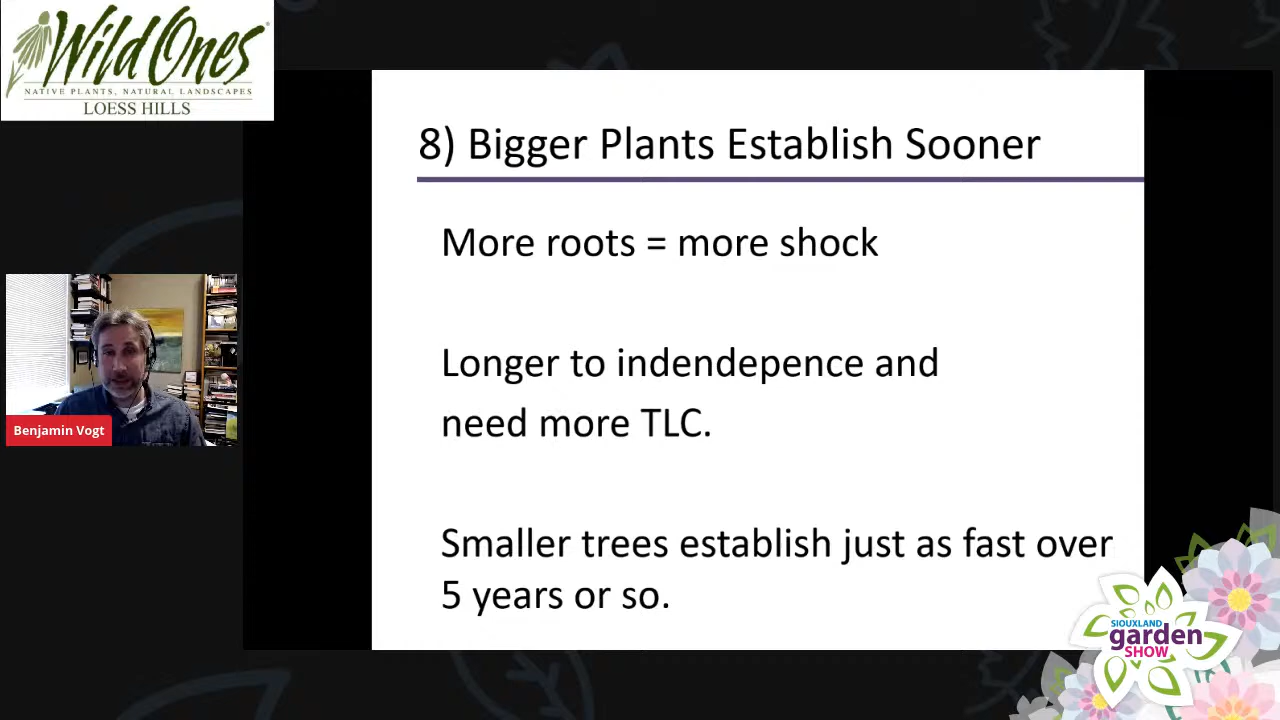 Wild Ones®
NATIVE PLANTS, NATURAL LANDSCAPES
LOESS HILLS
8) Bigger Plants Establish Sooner
More roots = more shock
Longer to indendepence and
need more TLC.
Smaller trees establish just as fast over
5 years or so.
Benjamin Vogt
SIOUXLAND
garden
SHOW